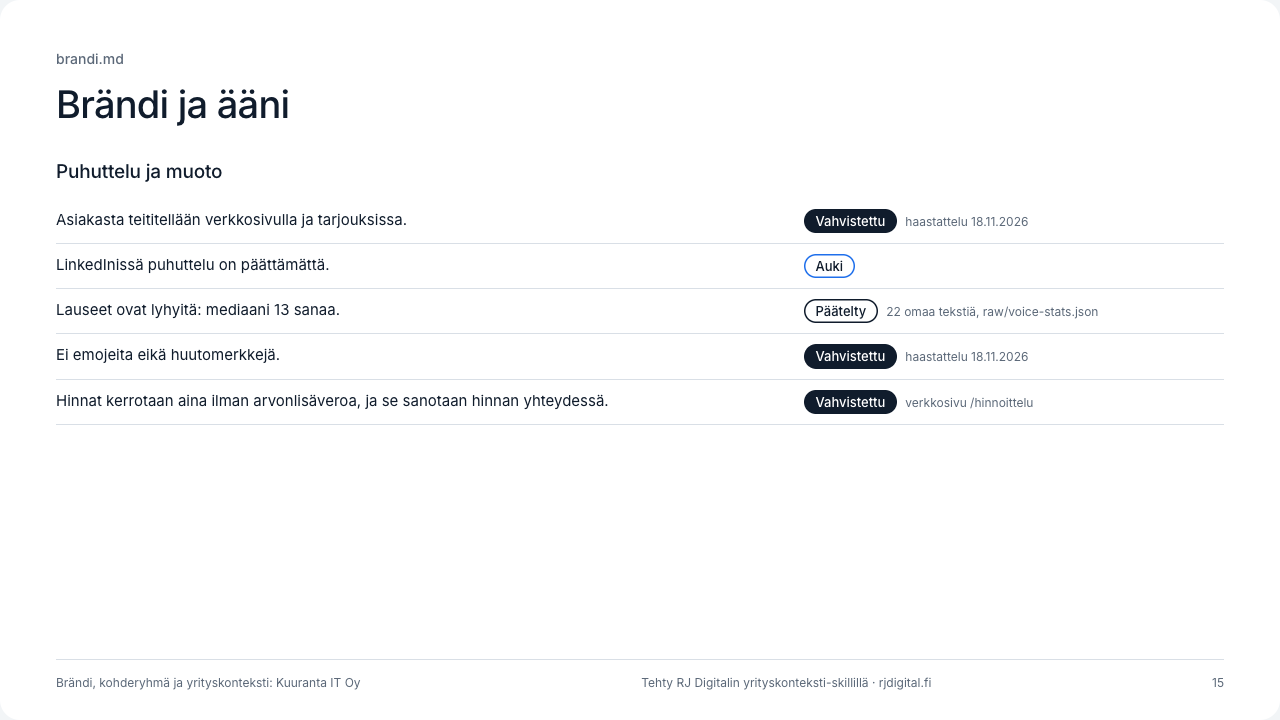 brandi.md
Brändi ja ääni
Puhuttelu ja muoto
Asiakasta teititellään verkkosivulla ja tarjouksissa. Vahvistettu haastattelu 18.11.2026
LinkedInissä puhuttelu on päättämättä. Auki
Lauseet ovat lyhyitä: mediaani 13 sanaa. Päätelty 22 omaa tekstiä, raw/voice-stats.json
Ei emojeita eikä huutomerkkejä. Vahvistettu haastattelu 18.11.2026
Hinnat kerrotaan aina ilman arvonlisäveroa, ja se sanotaan hinnan yhteydessä. Vahvistettu verkkosivu /hinnoittelu
Brändi, kohderyhmä ja yrityskonteksti: Kuuranta IT Oy Tehty RJ Digitalin yrityskonteksti-skillillä · rjdigital.fi 15